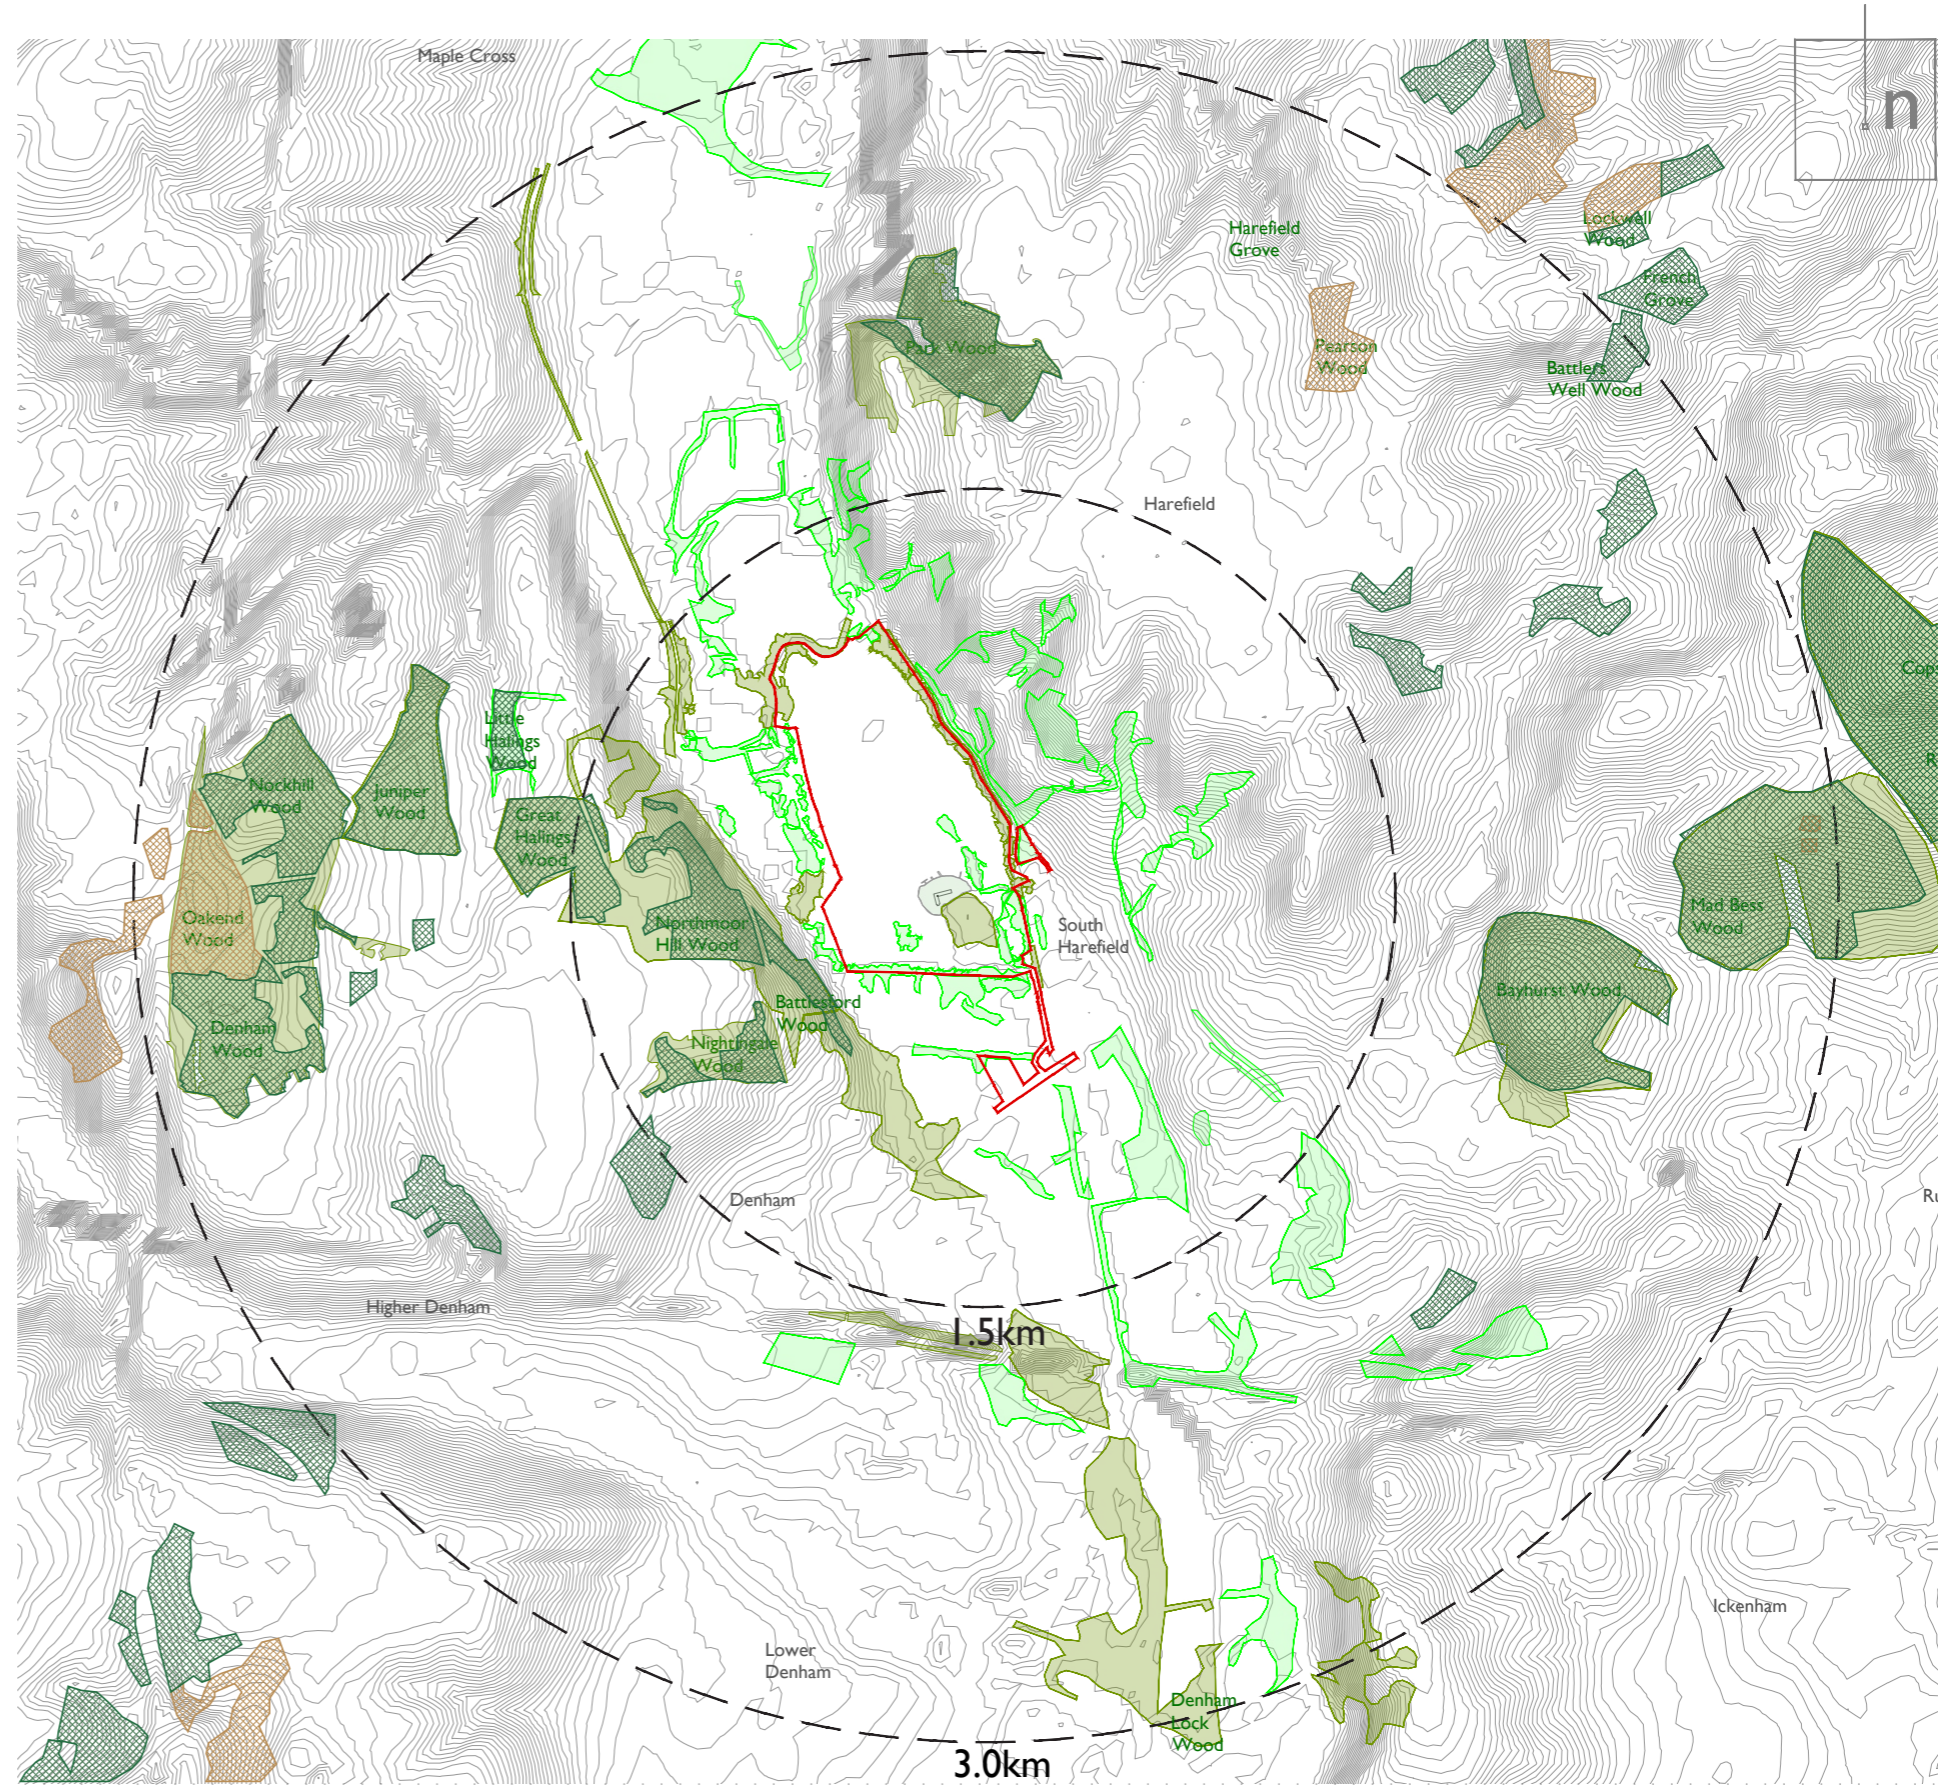 Maple Cross
n
Lockwell
Wood
Harefield
Grove
French
Grove
Park Wood
Pearson
Wood
Battlers
Well Wood
Harefield
Cops
R
Little
Halings
Wood
Nockhill
Wood
Juniper
Wood
Great
Halings
Wood
Oakend
Wood
Northmoor
Hill Wood
South
Harefield
Mad Bess
Wood
Bayhurst Wood
Battlesford
Wood
Denham
Wood
Nightingale
Wood
Denham
Ru
Higher Denham
1.5km
Ickenham
Lower
Denham
Denham
Lock
Wood
3.0km